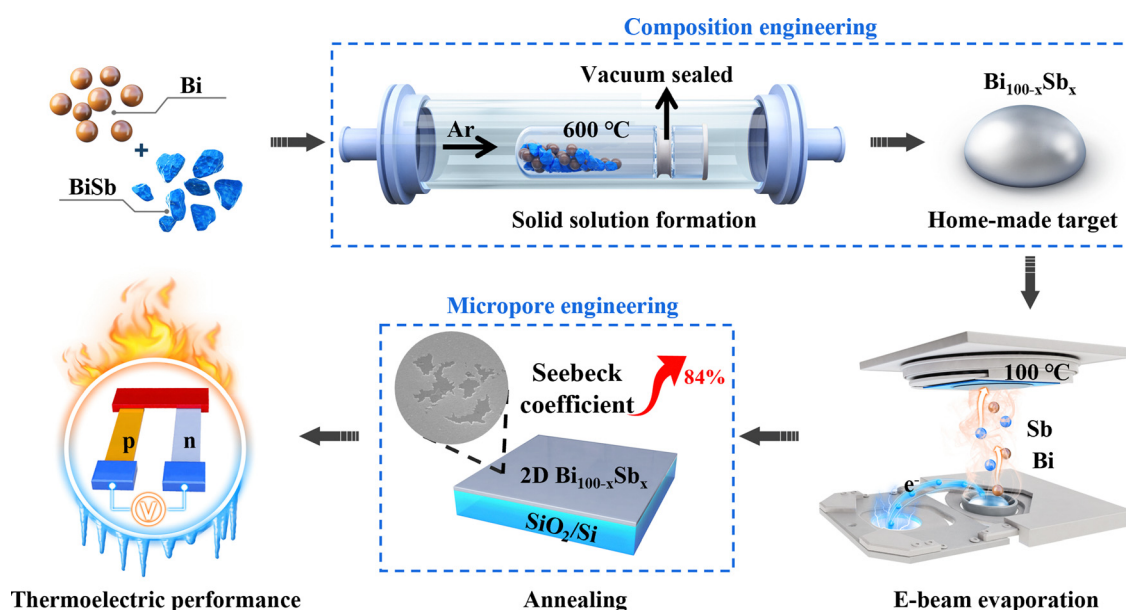 Composition engineering
Bi
BiSb
+
Ar
600 °C
Vacuum sealed
Solid solution formation
Bi₁₀₀₋ₓSbₓ
Home-made target
100 °C
Sb
Bi
e⁻
E-beam evaporation
Micropore engineering
Seebeck
coefficient
84%
2D Bi₁₀₀₋ₓSbₓ
SiO₂/Si
Annealing
p
n
V
Thermoelectric performance